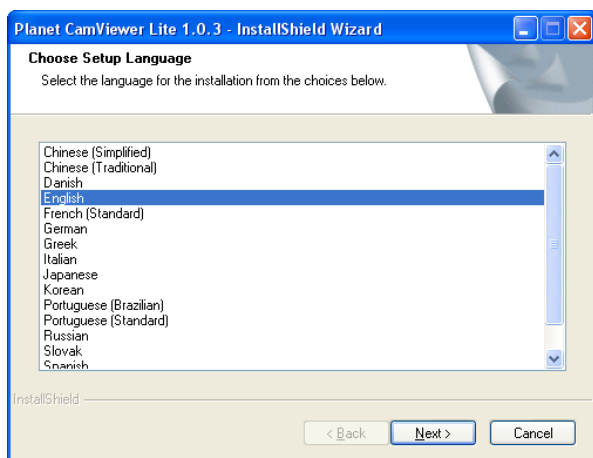 Planet CamViewer Lite 1.0.3 - InstallShield Wizard
Choose Setup Language
Select the language for the installation from the choices below.
Chinese (Simplified)
Chinese (Traditional)
Danish
English
French (Standard)
German
Greek
Italian
Japanese
Korean
Portuguese (Brazilian)
Portuguese (Standard)
Russian
Slovak
Spanish
InstallShield
< Back Next > Cancel